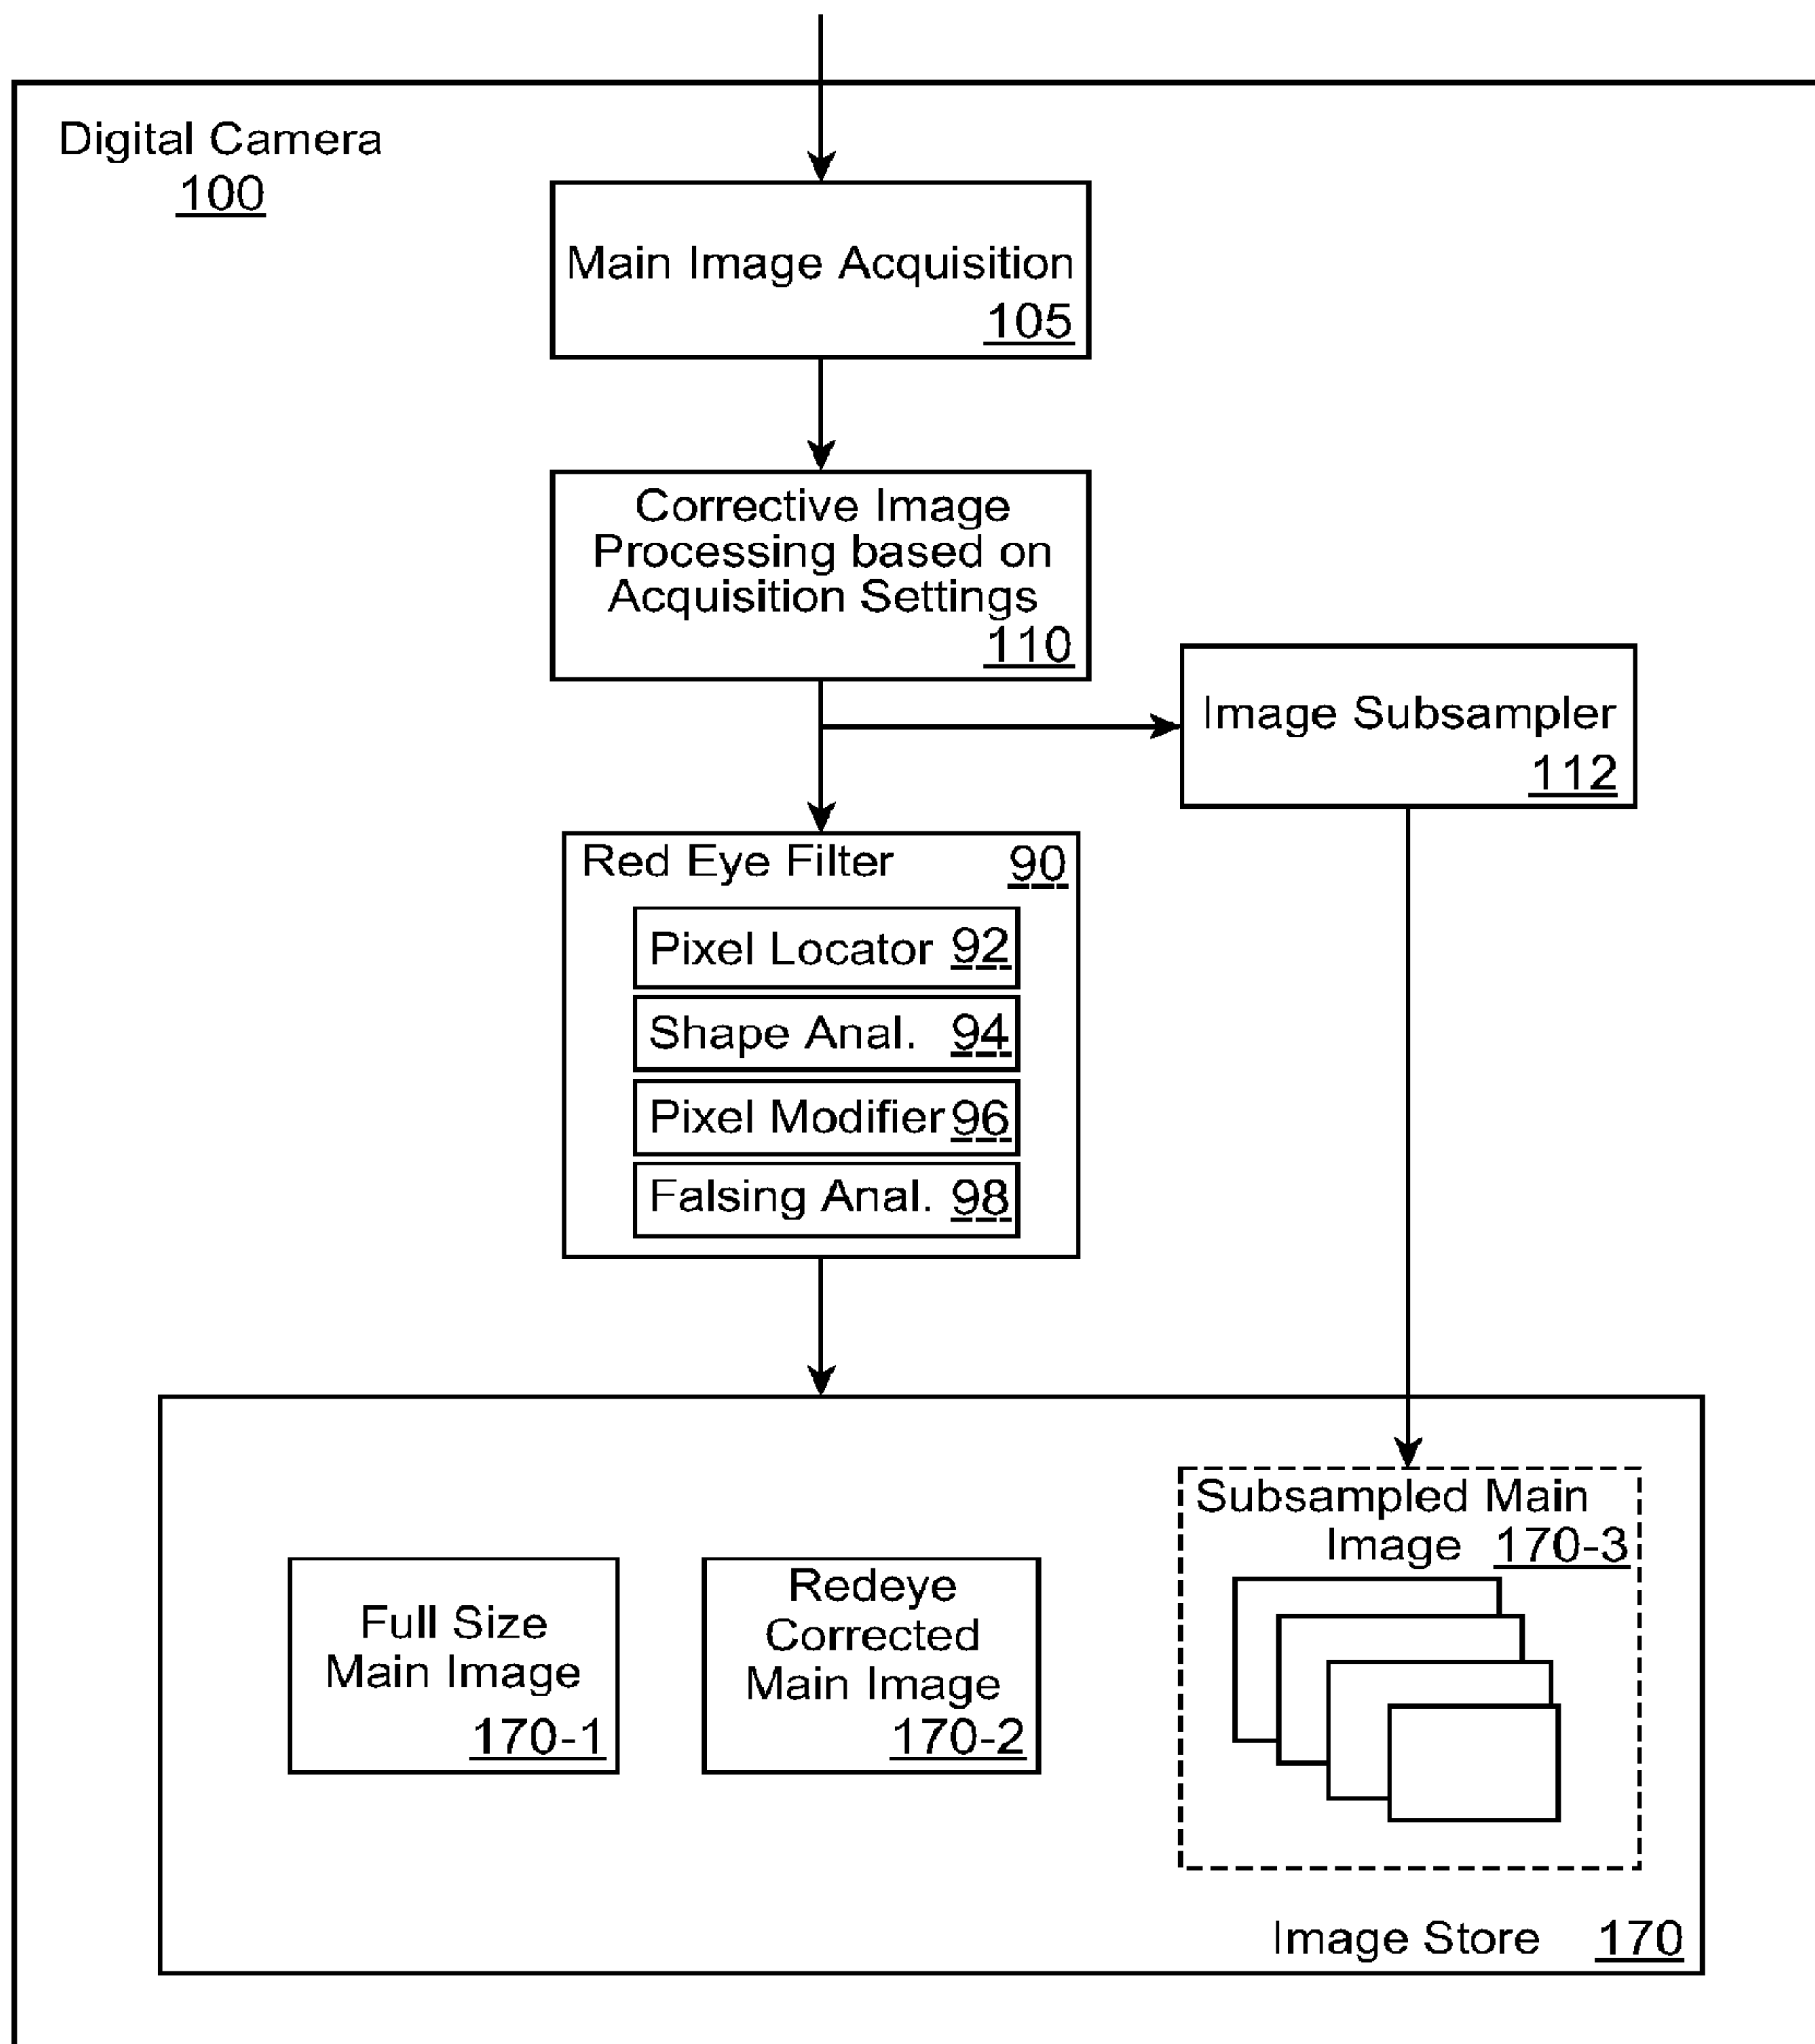 Digital Camera
100
Main Image Acquisition
105
Corrective Image
Processing based on
Acquisition Settings
110
Image Subsampler
112
Red Eye Filter 90
Pixel Locator 92
Shape Anal. 94
Pixel Modifier 96
Falsing Anal. 98
Full Size
Main Image
170-1
Redeye
Corrected
Main Image
170-2
Subsampled Main
Image 170-3
Image Store 170